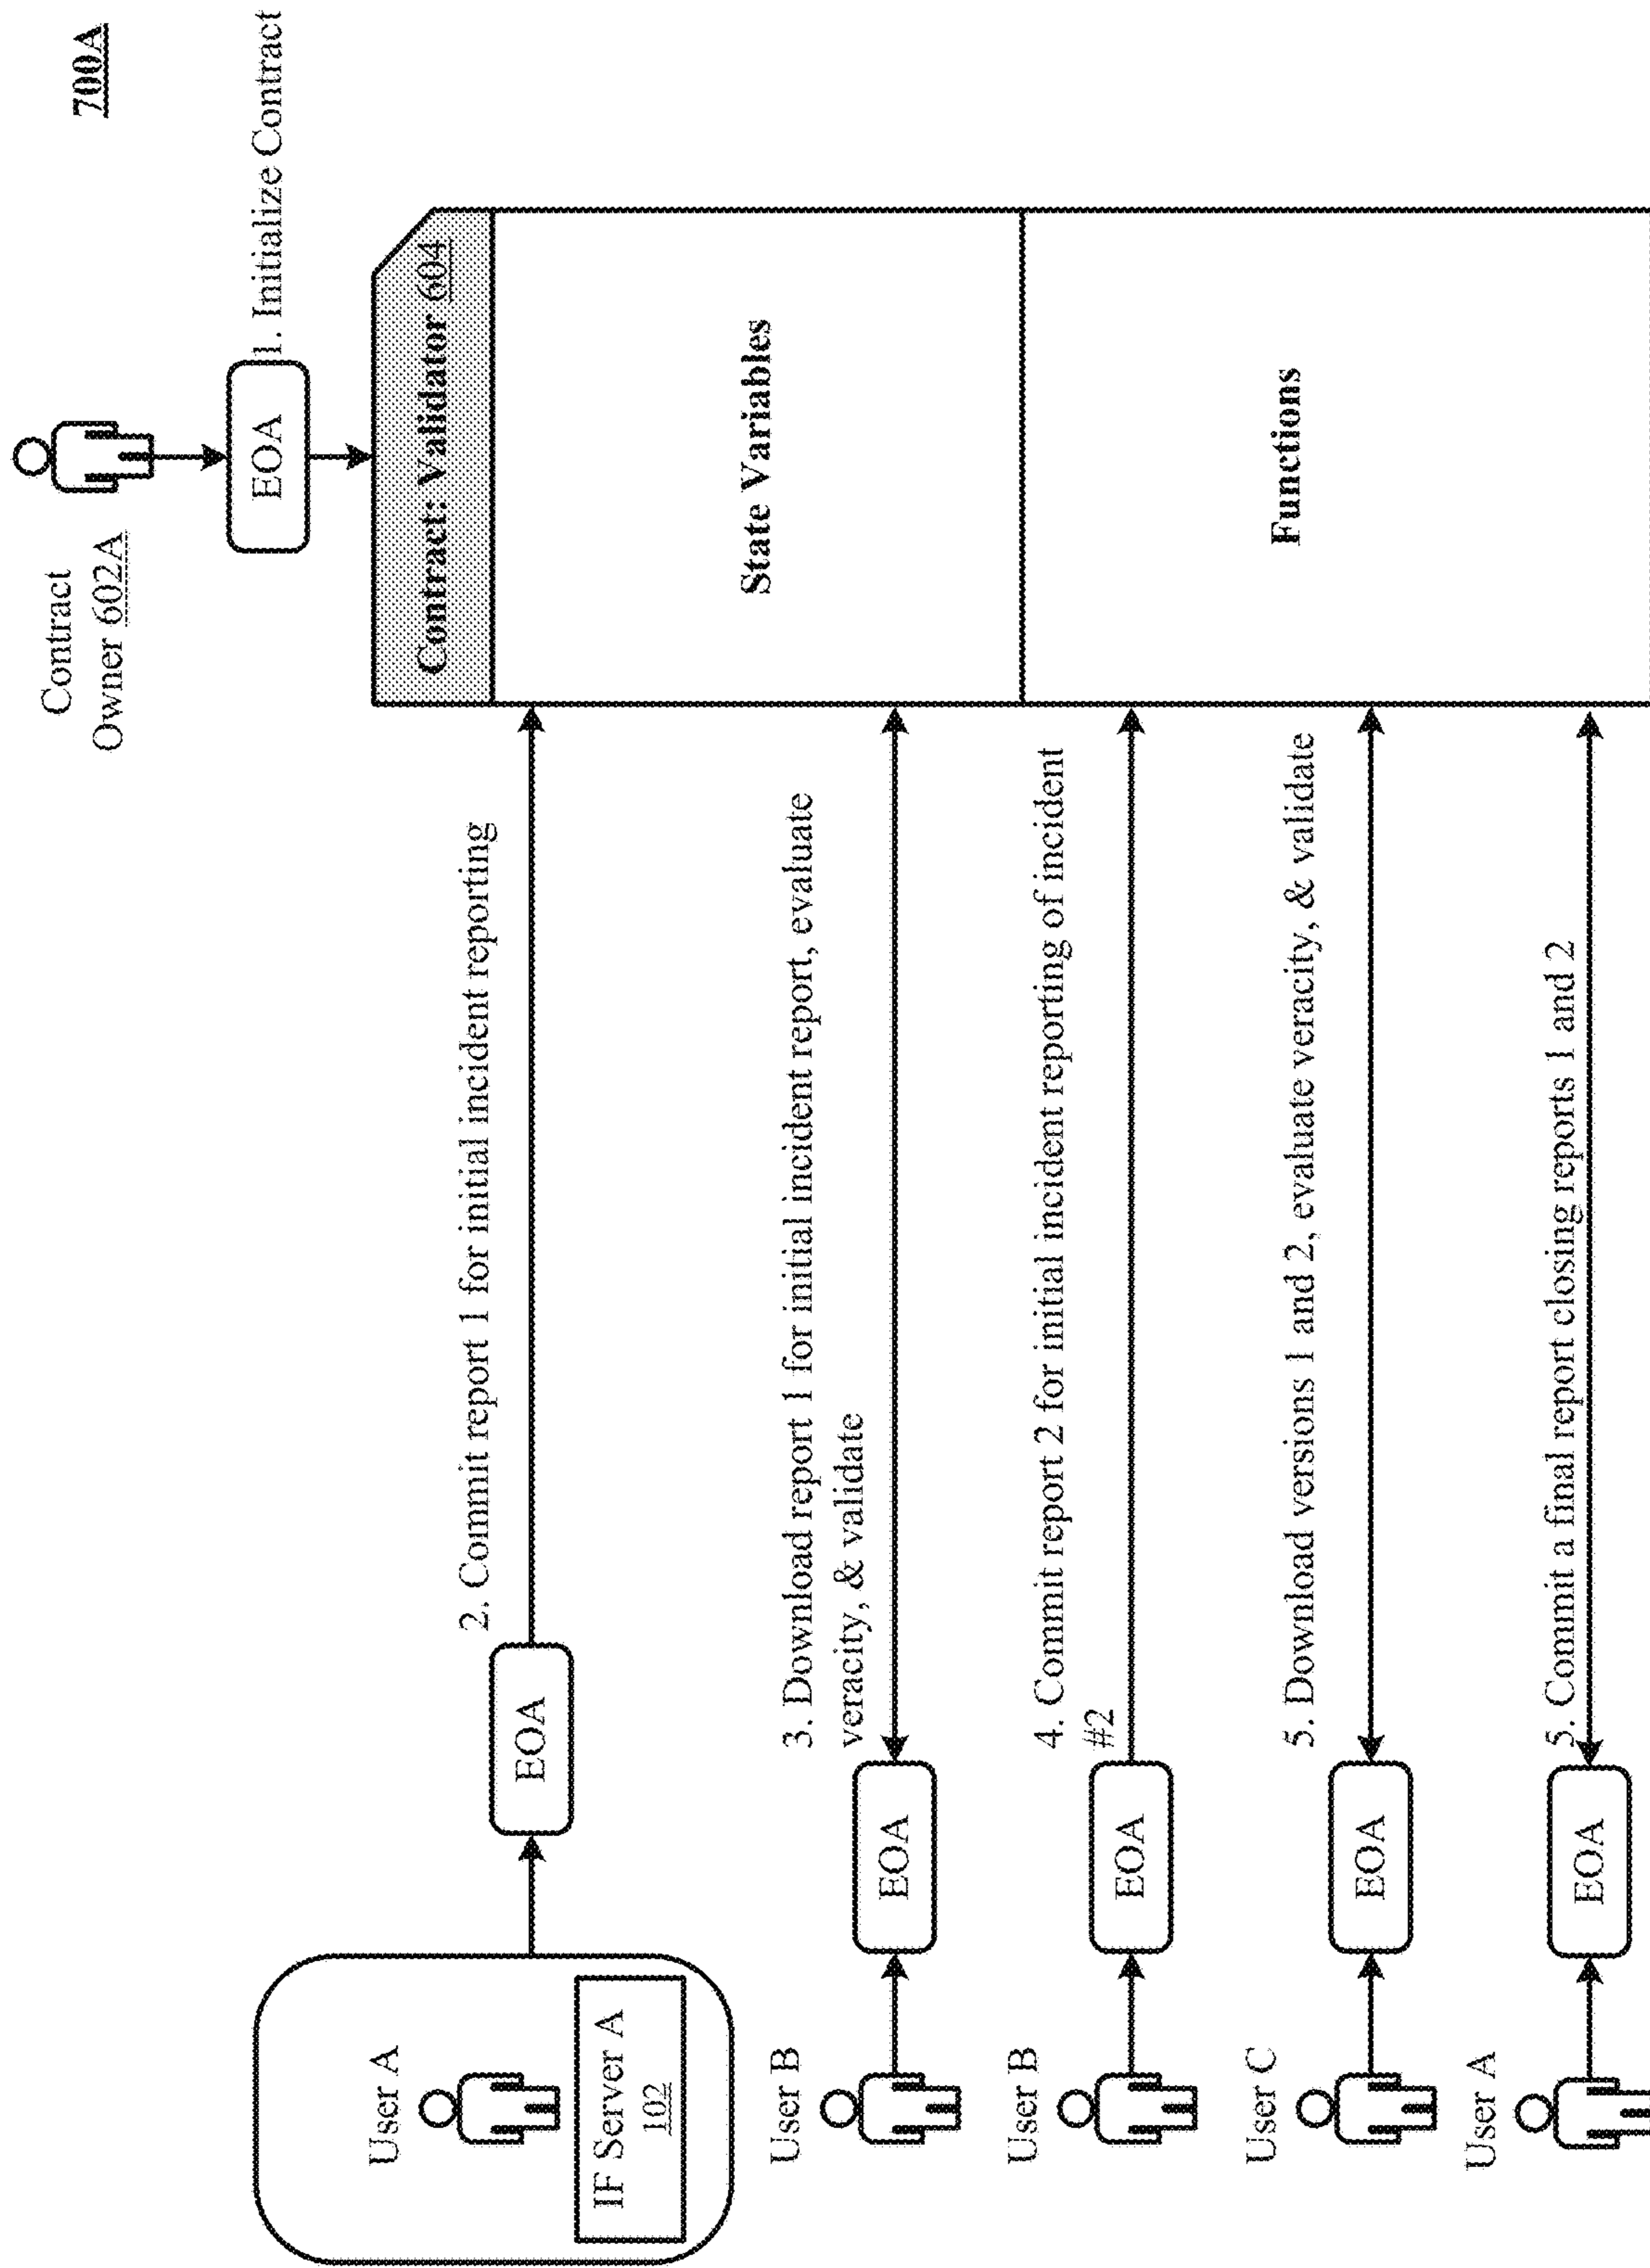 700A
Contract
Owner 602A
EOA
1. Initialize Contract
Contract: Validator 604
State Variables
Functions
User A
IF Server A
102
EOA
2. Commit report 1 for initial incident reporting
User B
EOA
3. Download report 1 for initial incident report, evaluate
veracity, & validate
User B
EOA
4. Commit report 2 for initial incident reporting of incident
#2
User C
EOA
5. Download versions 1 and 2, evaluate veracity, & validate
User A
EOA
5. Commit a final report closing reports 1 and 2